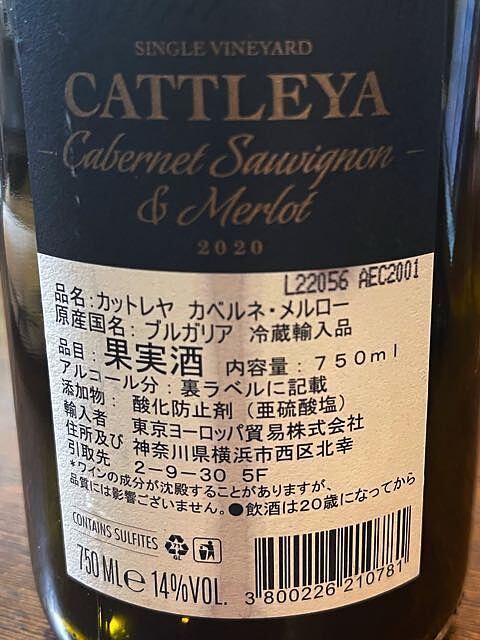 SINGLE VINEYARD
CATTLEYA
Cabernet Sauvignon
& Merlot
2020
L22056 AEC2001
品名:カットレヤ カベルネ・メルロー
原産国名: ブルガリア 冷蔵輸入品
品目: 果実酒 内容量: 750ml
アルコール分: 裏ラベルに記載
添加物: 酸化防止剤 (亜硫酸塩)
輸入者 東京ヨーロッパ貿易株式会社
住所及び 神奈川県横浜市西区北幸
引取先 2-9-30 5F
*ワインの成分が沈殿することがありますが、
品質には影響ございません。●飲酒は20歳になってから
CONTAINS SULFITES
71
GL
750 ML e 14%VOL.
3 800226 210781